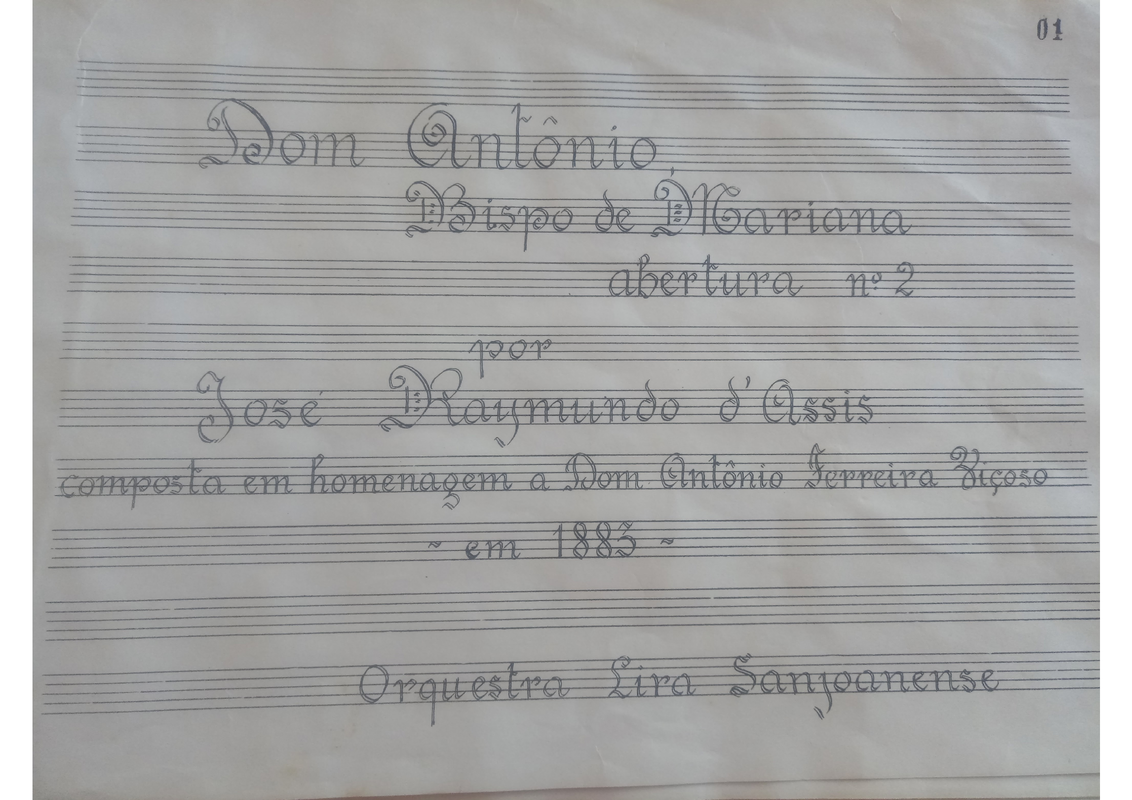 01
Dom Antônio,
Bispo de Mariana
abertura nº 2
por
José Raymundo d'Assis
composta em homenagem a Dom Antônio Ferreira Viçoso
- em 1883 -
Orquestra Lira Sanjoanense